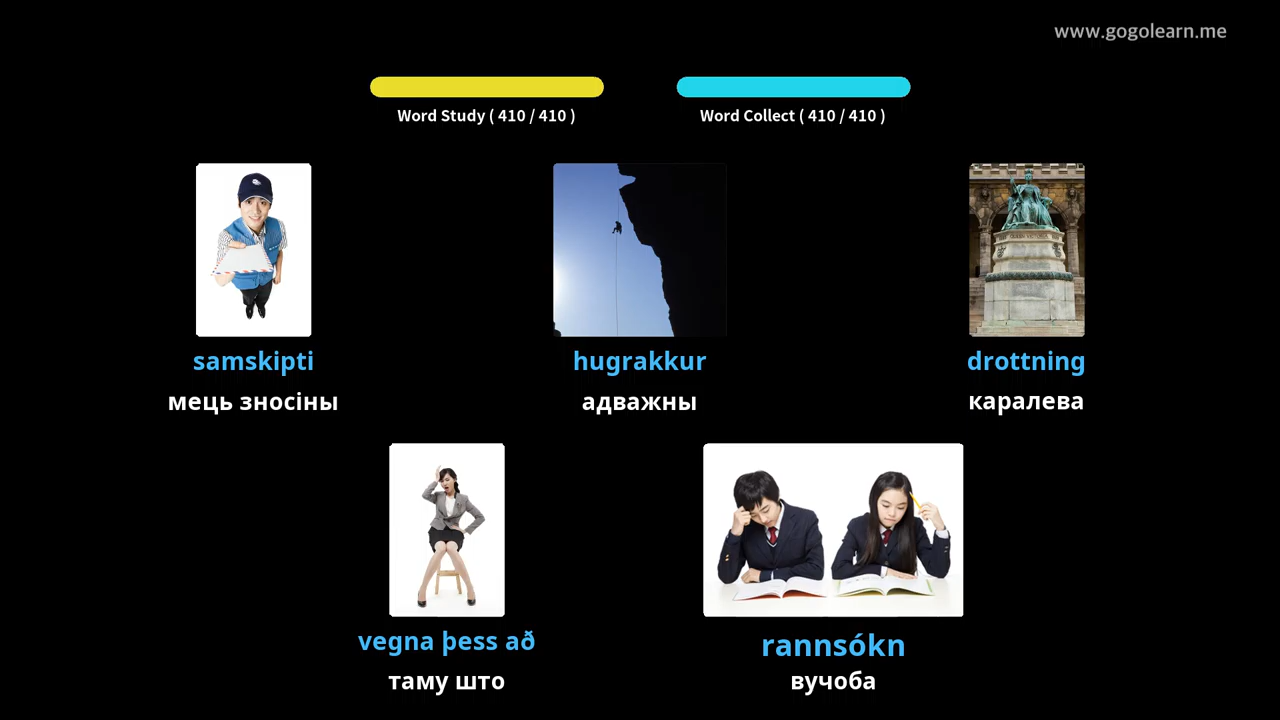 www.gogolearn.me
Word Study ( 410 / 410 )
Word Collect ( 410 / 410 )
samskipti
мець зносіны
hugrakkur
адважны
drottning
каралева
vegna þess að
таму што
rannsókn
вучоба